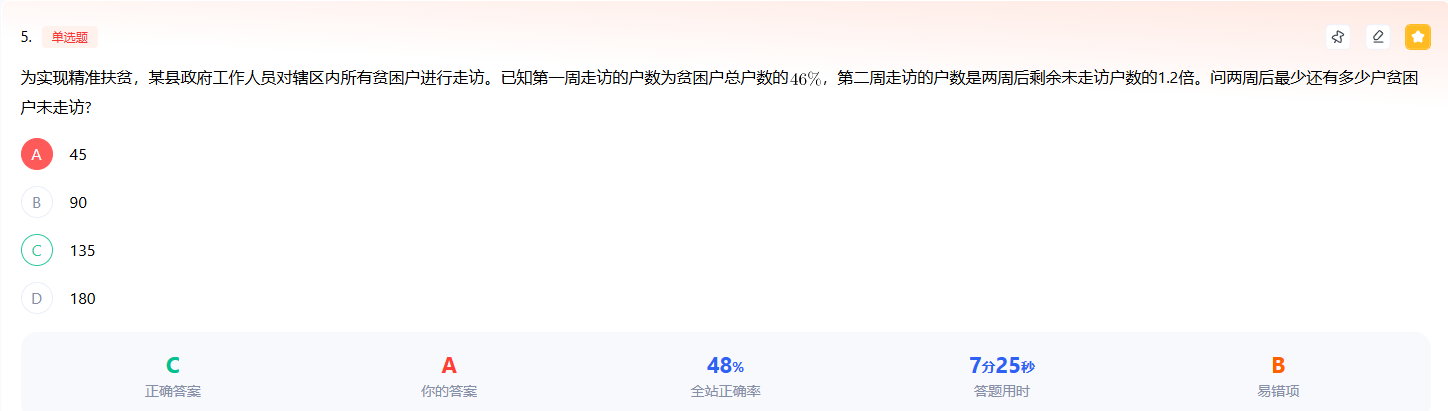 5. 单选题
为实现精准扶贫，某县政府工作人员对辖区内所有贫困户进行走访。已知第一周走访的户数为贫困户总户数的46%，第二周走访的户数是两周后剩余未走访户数的1.2倍。问两周后最少还有多少户贫困
户未走访?
A 45
B 90
C 135
D 180
C A 48% 7分25秒 B
正确答案 你的答案 全站正确率 答题用时 易错项